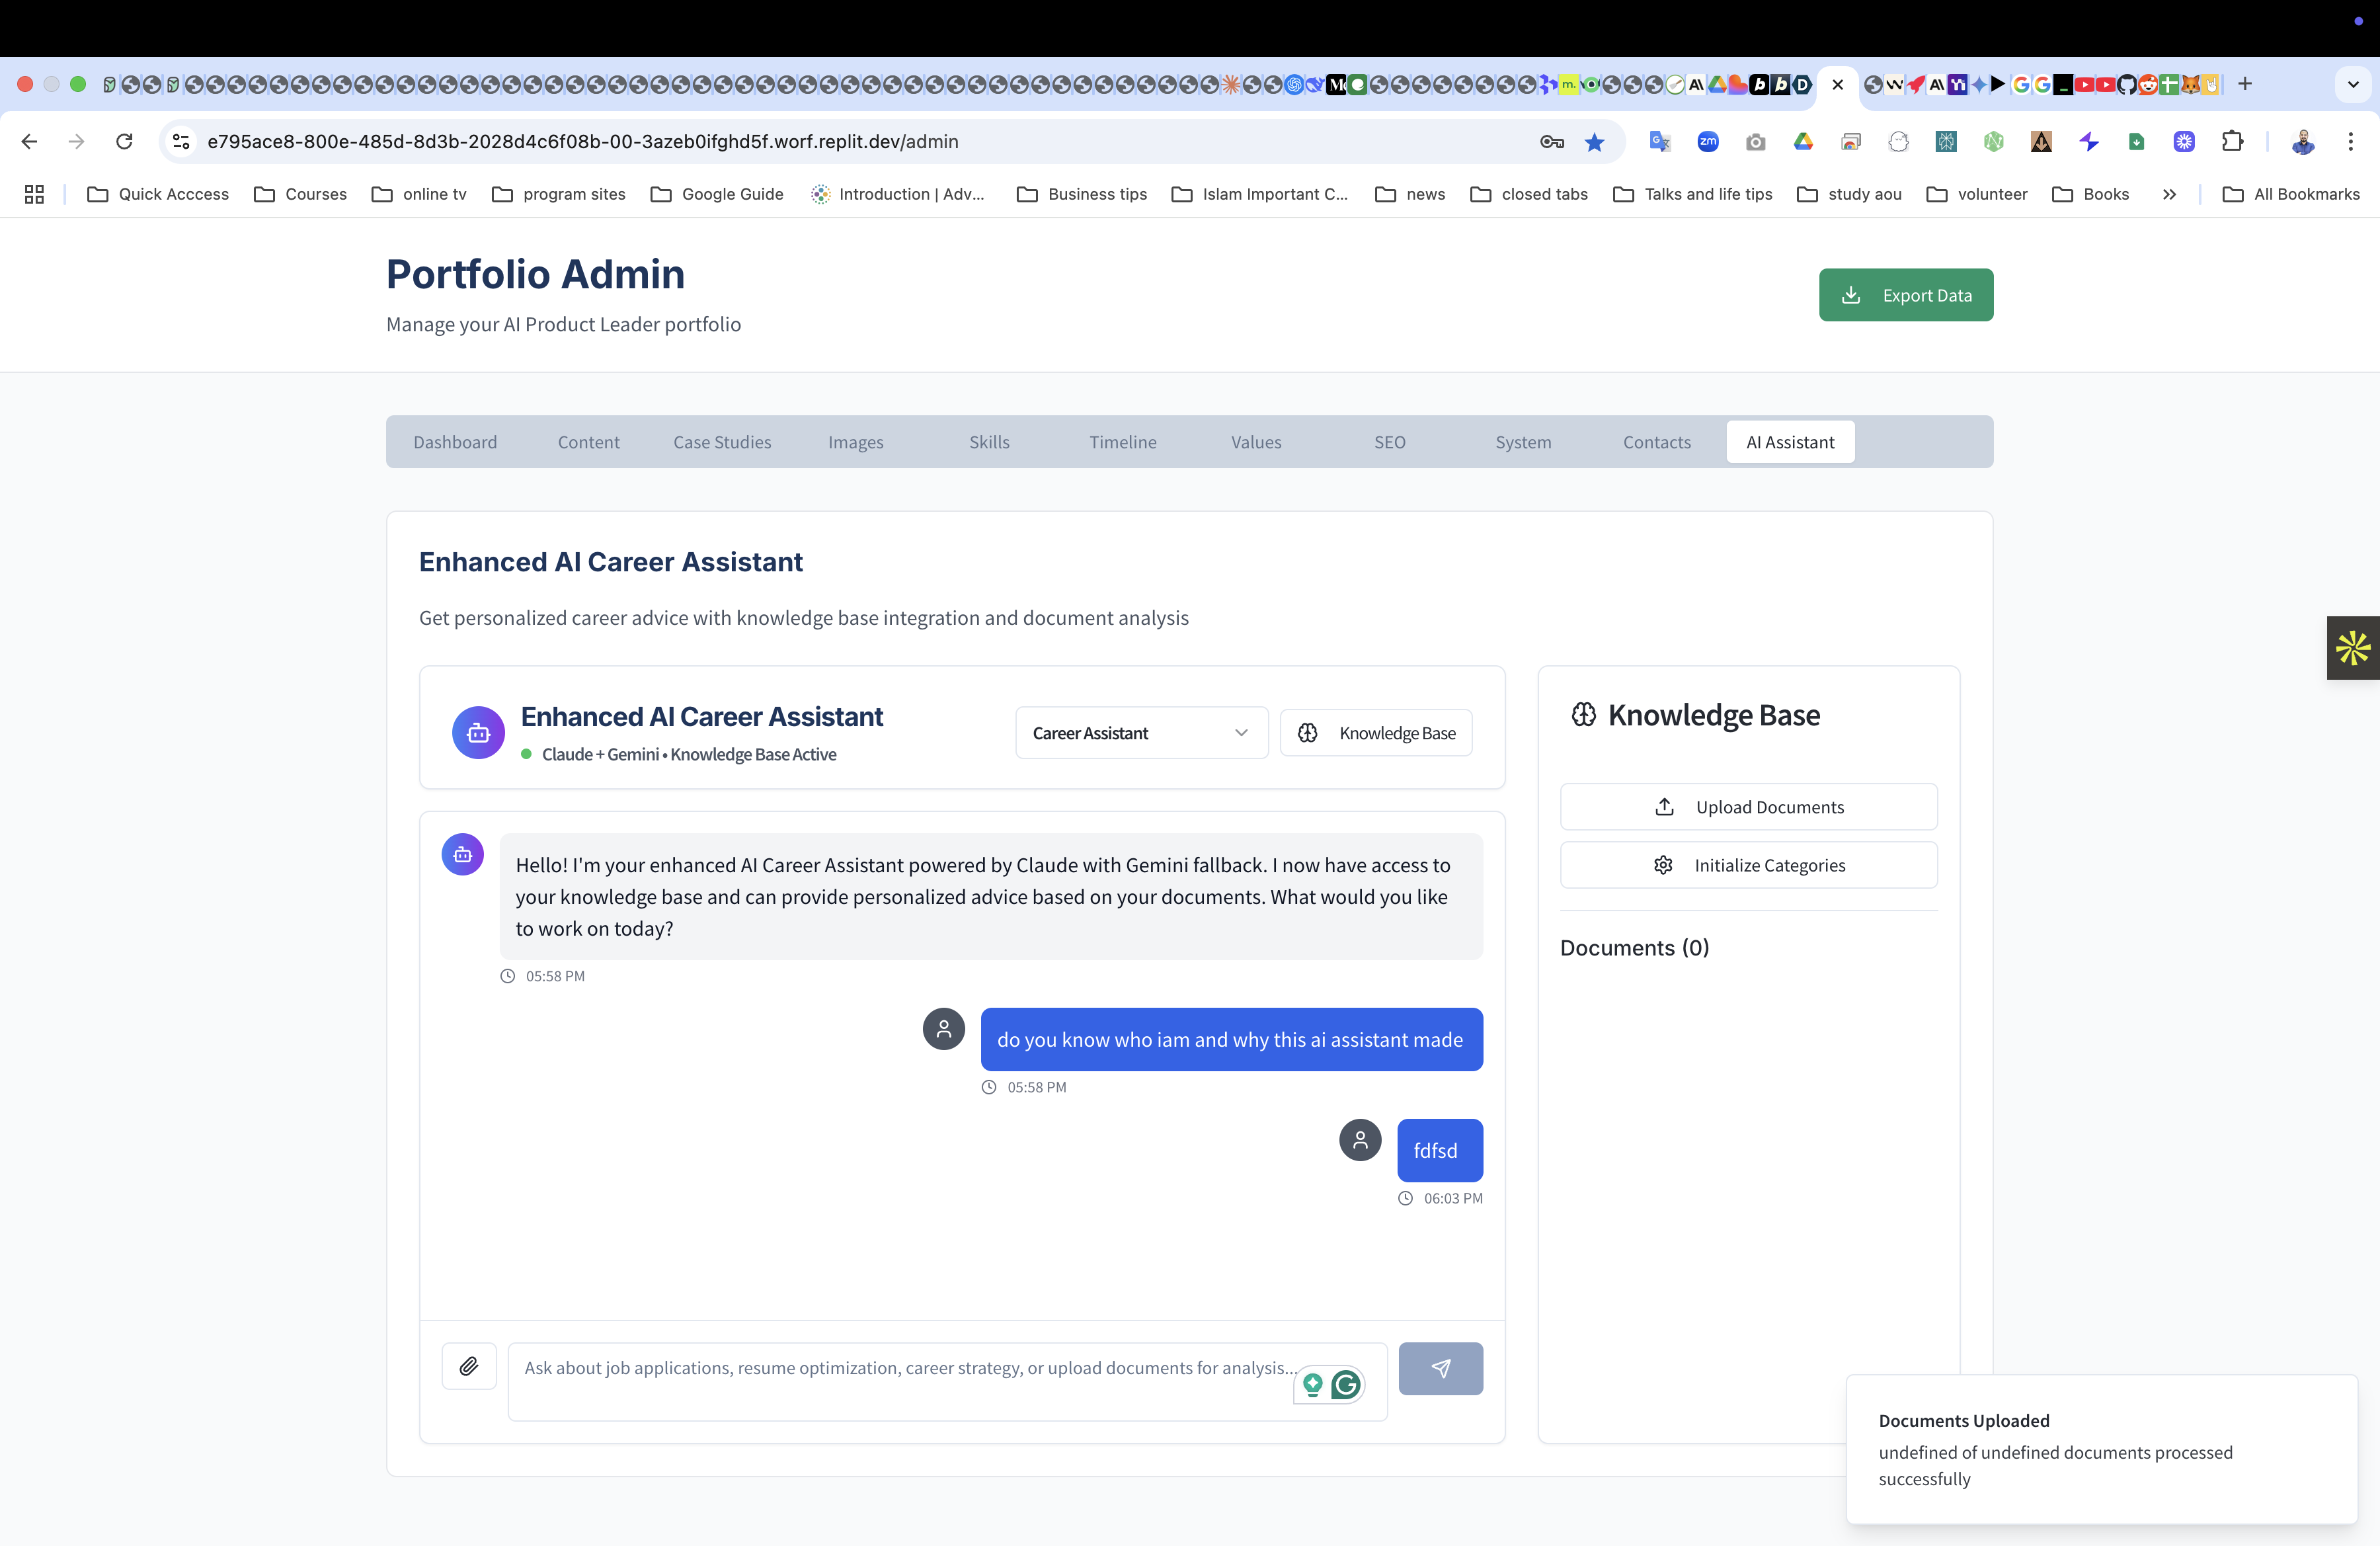 e795ace8-800e-485d-8d3b-2028d4c6f08b-00-3azeb0ifghd5f.worf.replit.dev/admin
Quick Acccess
Courses
online tv
program sites
Google Guide
Introduction | Adv...
Business tips
Islam Important C...
news
closed tabs
Talks and life tips
study aou
volunteer
Books
All Bookmarks
Portfolio Admin
Manage your AI Product Leader portfolio
Export Data
Dashboard
Content
Case Studies
Images
Skills
Timeline
Values
SEO
System
Contacts
AI Assistant
Enhanced AI Career Assistant
Get personalized career advice with knowledge base integration and document analysis
Enhanced AI Career Assistant
Claude + Gemini • Knowledge Base Active
Career Assistant
Knowledge Base
Hello! I'm your enhanced AI Career Assistant powered by Claude with Gemini fallback. I now have access to
your knowledge base and can provide personalized advice based on your documents. What would you like
to work on today?
05:58 PM
do you know who iam and why this ai assistant made
05:58 PM
fdfsd
06:03 PM
Ask about job applications, resume optimization, career strategy, or upload documents for analysis...
Knowledge Base
Upload Documents
Initialize Categories
Documents (0)
Documents Uploaded
undefined of undefined documents processed
successfully